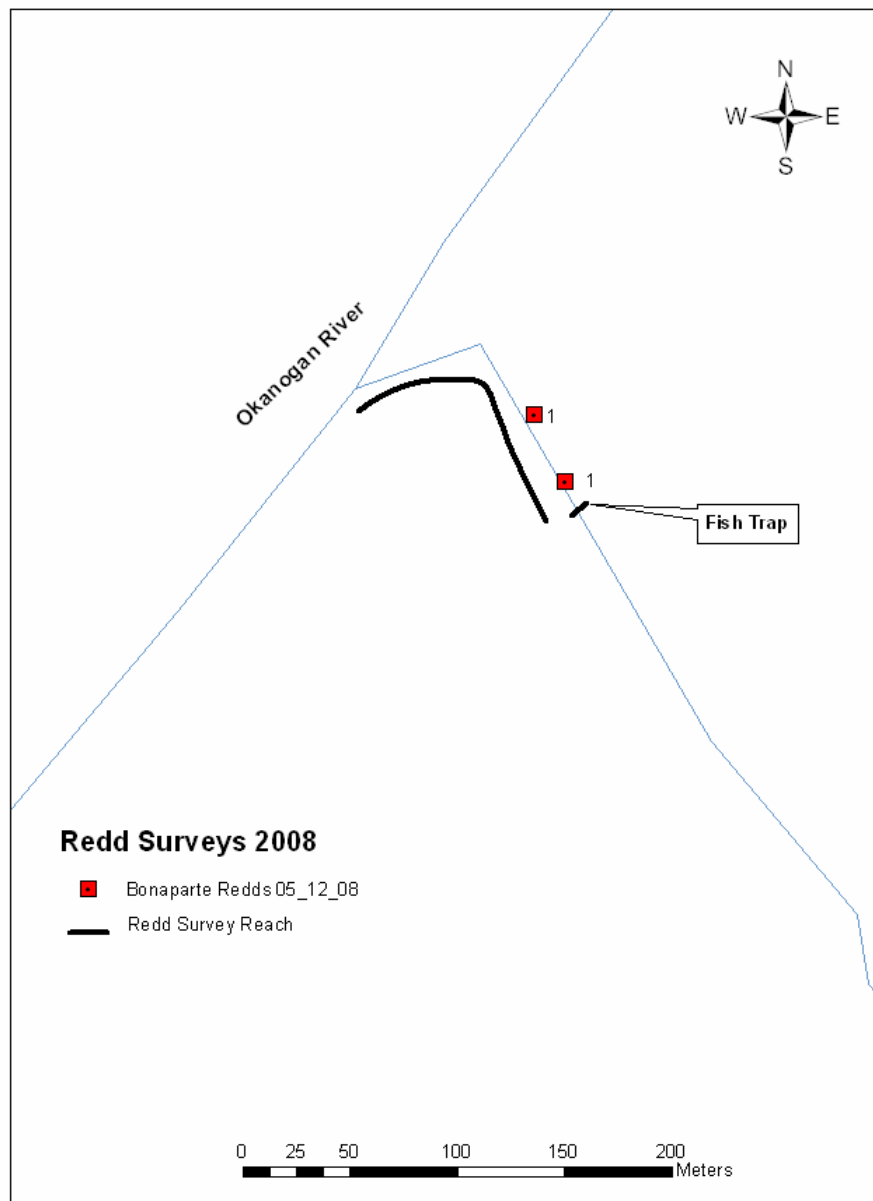 N
W E
S
Okanogan River
1
1
Fish Trap
Redd Surveys 2008
Bonaparte Redds 05_12_08
Redd Survey Reach
0 25 50 100 150 200
Meters